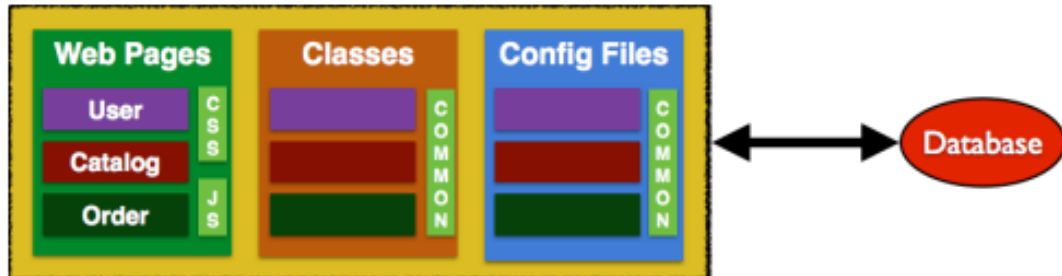 Web Pages
User
Catalog
Order
CSS
JS
Classes
COMMON
Config Files
COMMON
Database